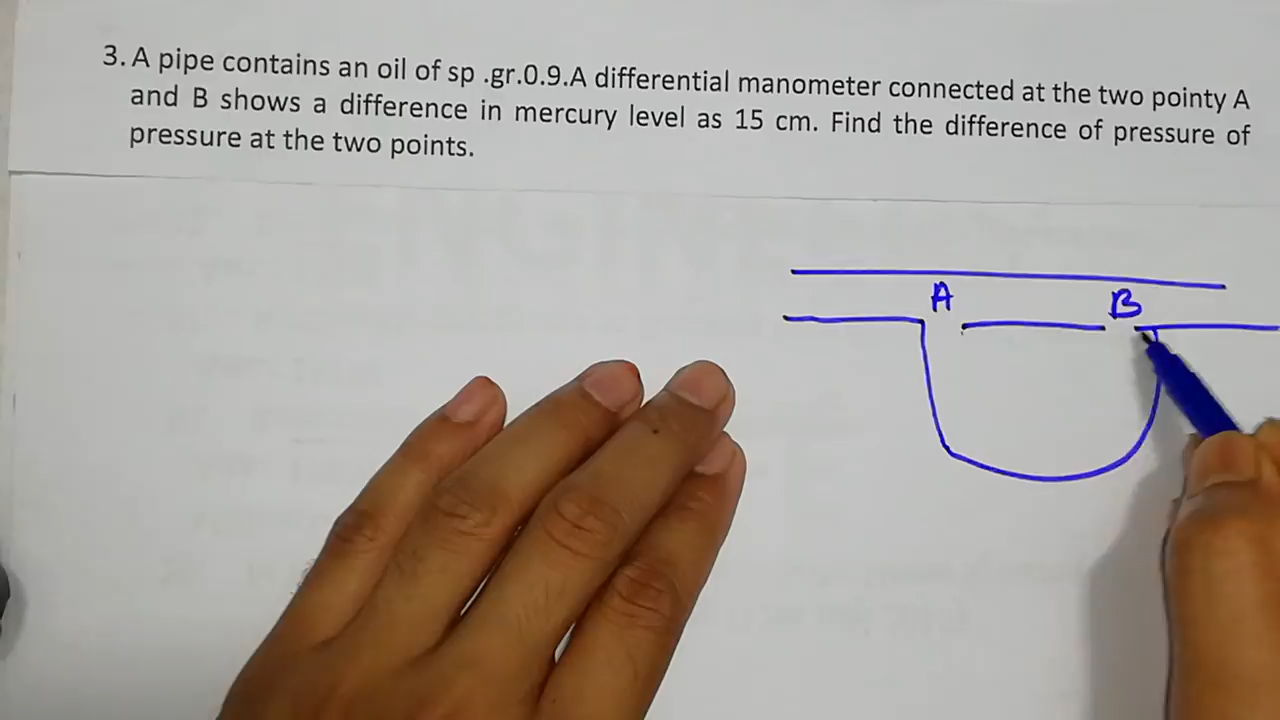 3. A pipe contains an oil of sp .gr.0.9.A differential manometer connected at the two pointy A
and B shows a difference in mercury level as 15 cm. Find the difference of pressure of
pressure at the two points.
A B